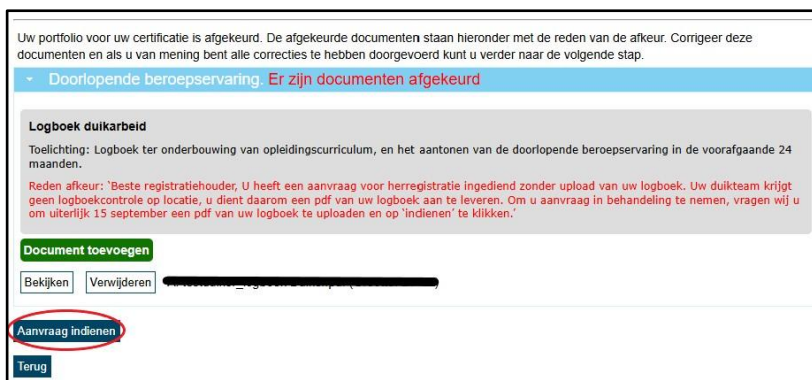 Uw portfolio voor uw certificatie is afgekeurd. De afgekeurde documenten staan hieronder met de reden van de afkeur. Corrigeer deze
documenten en als u van mening bent alle correcties te hebben doorgevoerd kunt u verder naar de volgende stap.
Doorlopende beroepservaring. Er zijn documenten afgekeurd
Logboek duikarbeid
Toelichting: Logboek ter onderbouwing van opleidingscurriculum, en het aantonen van de doorlopende beroepservaring in de voorafgaande 24
maanden.
Reden afkeur: 'Beste registratiehouder, U heeft een aanvraag voor herregistratie ingediend zonder upload van uw logboek. Uw duikteam krijgt
geen logboekcontrole op locatie, u dient daarom een pdf van uw logboek aan te leveren. Om u aanvraag in behandeling te nemen, vragen wij u
om uiterlijk 15 september een pdf van uw logboek te uploaden en op 'indienen' te klikken.'
Document toevoegen
Bekijken Verwijderen
Aanvraag indienen
Terug